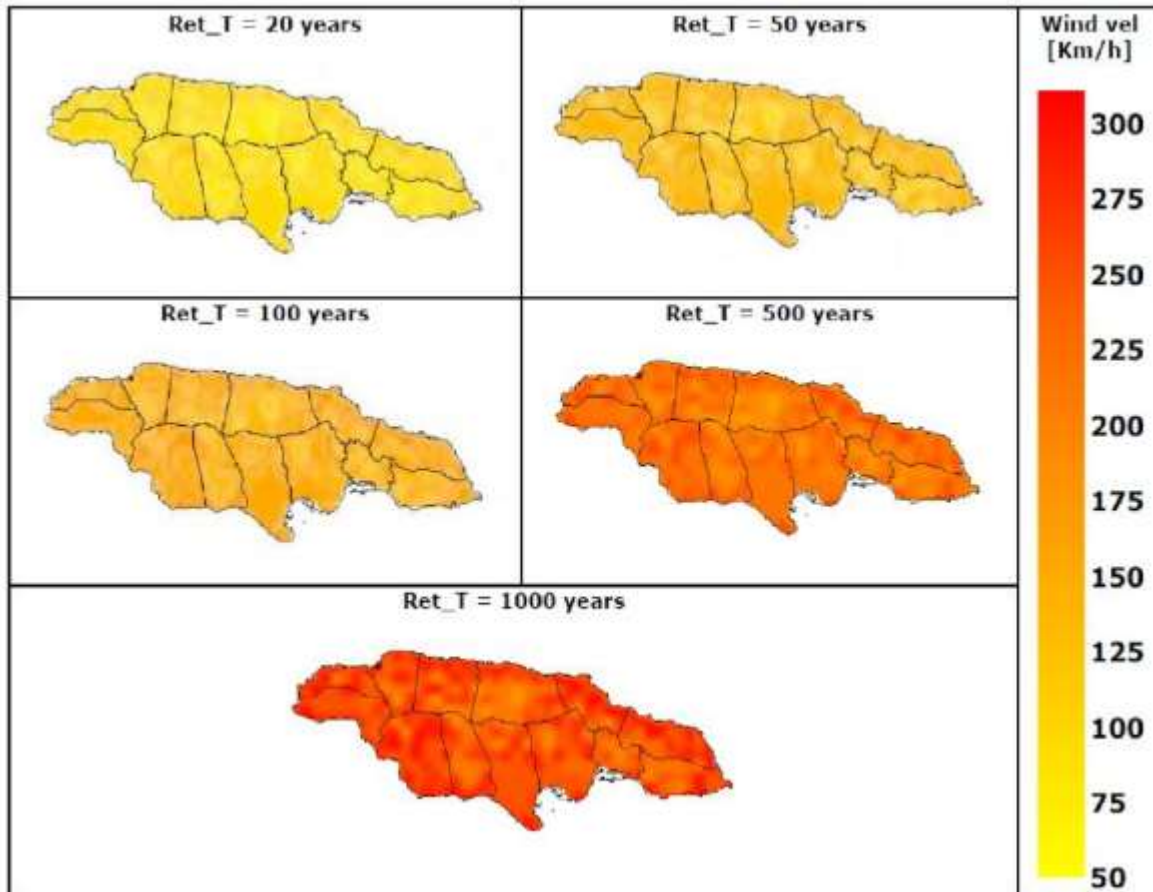 Ret_T = 20 years
Ret_T = 50 years
Wind vel
[Km/h]
300
275
250
225
200
175
150
125
100
75
50
Ret_T = 100 years
Ret_T = 500 years
Ret_T = 1000 years